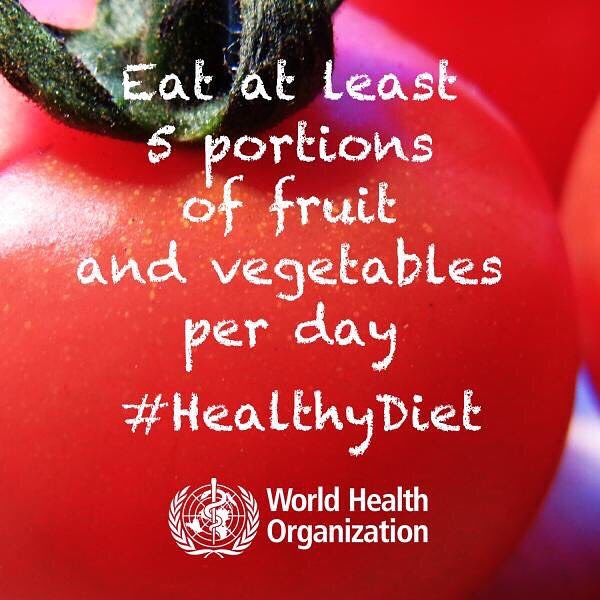 Eat at least
5 portions
of fruit
and vegetables
per day
#HealthyDiet
World Health
Organization